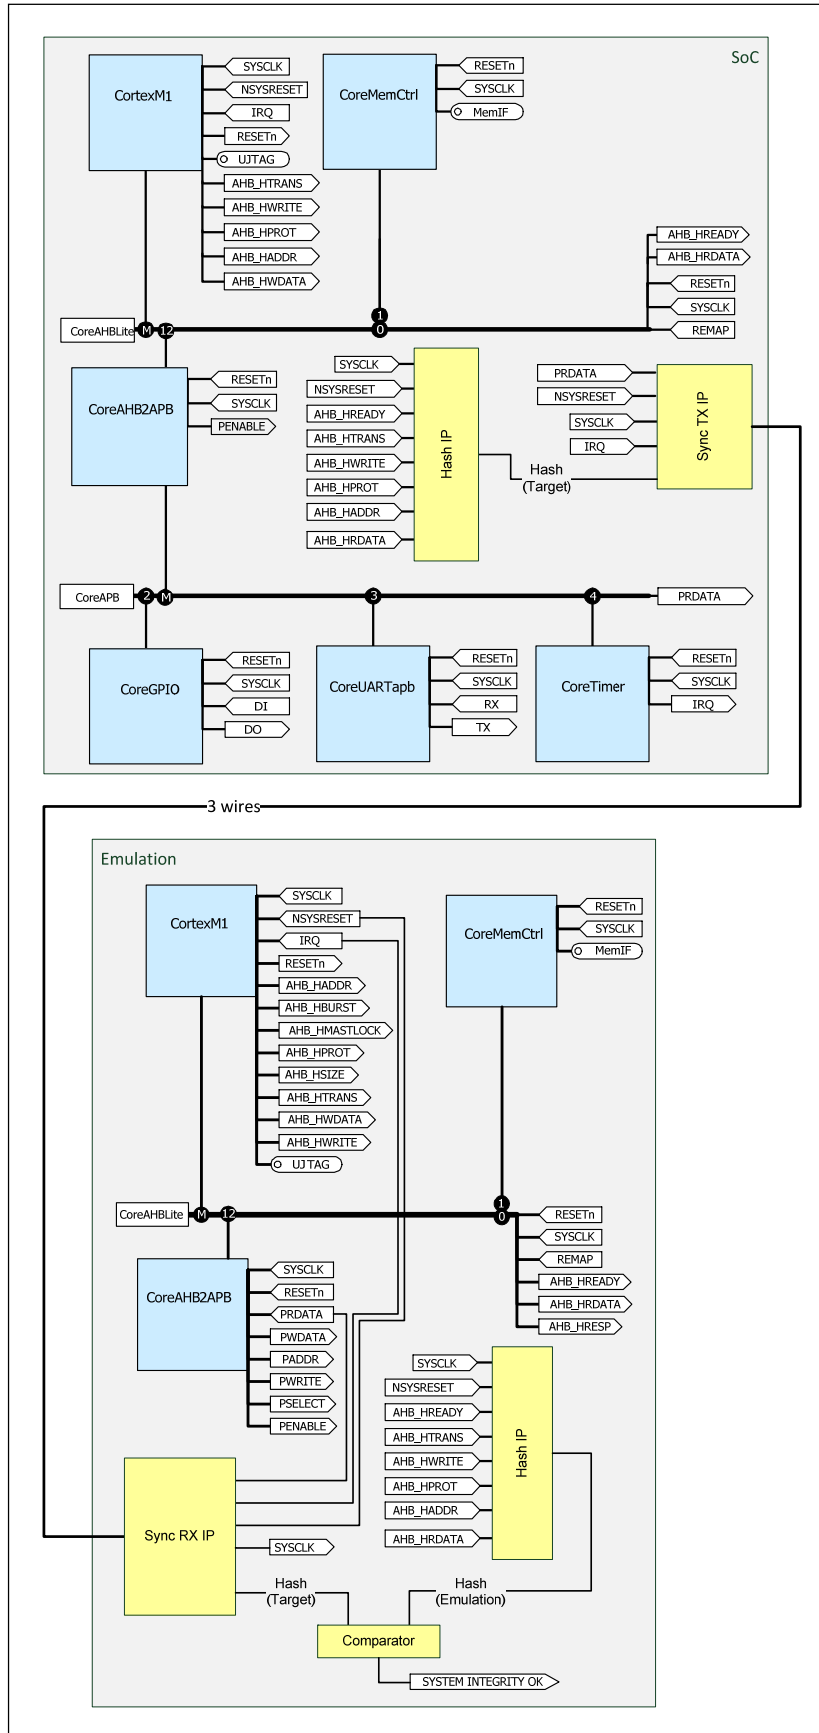 SoC
CortexM1
SYSCLK
NSYSRESET
IRQ
RESETn
UJTAG
AHB_HTRANS
AHB_HWRITE
AHB_HPROT
AHB_HADDR
AHB_HWDATA
CoreMemCtrl
RESETn
SYSCLK
MemIF
AHB_HREADY
AHB_HRDATA
RESETn
SYSCLK
REMAP
CoreAHBLite
M
12
1
0
CoreAHB2APB
RESETn
SYSCLK
PENABLE
SYSCLK
NSYSRESET
AHB_HREADY
AHB_HTRANS
AHB_HWRITE
AHB_HPROT
AHB_HADDR
AHB_HRDATA
Hash IP
Hash
(Target)
PRDATA
NSYSRESET
SYSCLK
IRQ
Sync TX IP
CoreAPB
2
M
3
4
PRDATA
CoreGPIO
RESETn
SYSCLK
DI
DO
CoreUARTapb
RESETn
SYSCLK
RX
TX
CoreTimer
RESETn
SYSCLK
IRQ
3 wires
Emulation
CortexM1
SYSCLK
NSYSRESET
IRQ
RESETn
AHB_HADDR
AHB_HBURST
AHB_HMASTLOCK
AHB_HPROT
AHB_HSIZE
AHB_HTRANS
AHB_HWDATA
AHB_HWRITE
UJTAG
CoreMemCtrl
RESETn
SYSCLK
MemIF
CoreAHBLite
M
12
1
0
RESETn
SYSCLK
REMAP
AHB_HREADY
AHB_HRDATA
AHB_HRESP
CoreAHB2APB
SYSCLK
RESETn
PRDATA
PWDATA
PADDR
PWRITE
PSELECT
PENABLE
SYSCLK
NSYSRESET
AHB_HREADY
AHB_HTRANS
AHB_HWRITE
AHB_HPROT
AHB_HADDR
AHB_HRDATA
Hash IP
Sync RX IP
SYSCLK
Hash
(Target)
Hash
(Emulation)
Comparator
SYSTEM INTEGRITY OK